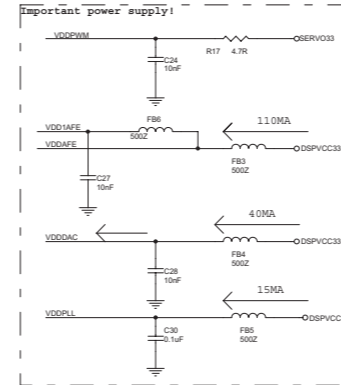 Important power supply!
VDDPWM
SERVO33
R17 4.7R
C24
10nF
FB6
500Z
110MA
VDD1AFE
VDDAFE
DSPVCC33
FB3
500Z
C27
10nF
40MA
VDDDAC
DSPVCC33
FB4
500Z
C28
10nF
15MA
VDDPLL
DSPVCC
FB5
500Z
C30
0.1uF